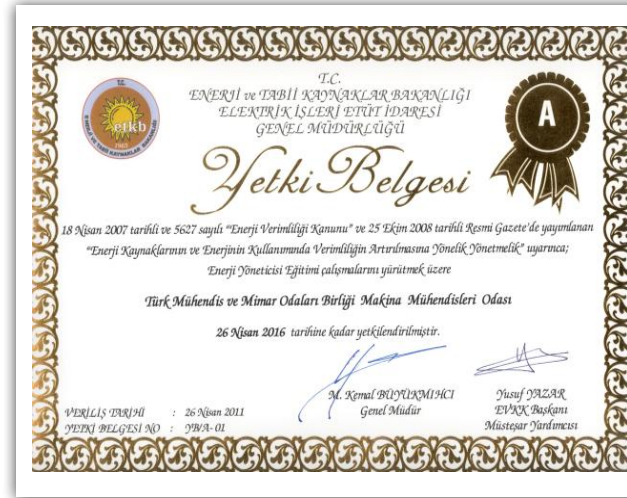 T.C.
ENERJİ ve TABİİ KAYNAKLAR BAKANLIĞI
ELEKTRİK İŞLERİ ETÜT İDARESİ
GENEL MÜDÜRLÜĞÜ
etkb
A
Yetki Belgesi
18 Nisan 2007 tarihli ve 5627 sayılı “Enerji Verimliliği Kanunu” ve 25 Ekim 2008 tarihli Resmi Gazete’de yayımlanan
“Enerji Kaynaklarının ve Enerjinin Kullanımında Verimliliğin Artırılmasına Yönelik Yönetmelik” uyarınca;
Enerji Yöneticisi Eğitimi çalışmalarını yürütmek üzere
Türk Mühendis ve Mimar Odaları Birliği Makina Mühendisleri Odası
26 Nisan 2016 tarihine kadar yetkilendirilmiştir.
M. Kemal BÜYÜKMIHCI
Genel Müdür
Yusuf YAZAR
EVKK Başkanı
Müsteşar Yardımcısı
VERİLİŞ TARİHİ : 26 Nisan 2011
YETKİ BELGESİ NO : YB/A-01